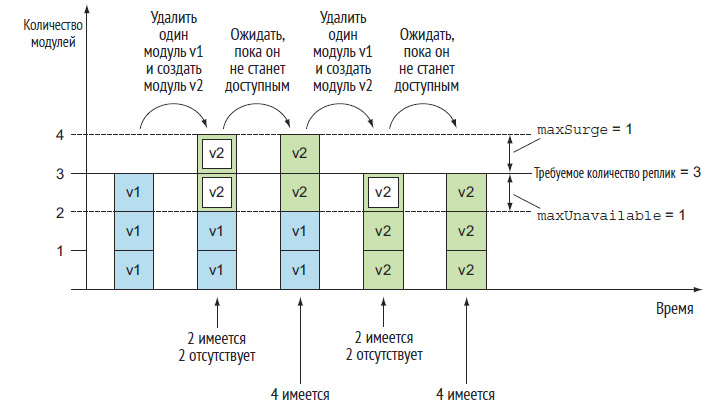 Количество
модулей
Удалить
один
модуль v1
и создать
модуль v2
Ожидать,
пока он
не станет
доступным
Удалить
один
модуль v1
и создать
модуль v2
Ожидать,
пока он
не станет
доступным
4
3
2
1
v1
v1
v1
v2
v2
v1
v1
v2
v2
v1
v1
v2
v2
v2
v2
v2
v2
maxSurge = 1
Требуемое количество реплик = 3
maxUnavailable = 1
Время
2 имеется
2 отсутствует
4 имеется
2 имеется
2 отсутствует
4 имеется